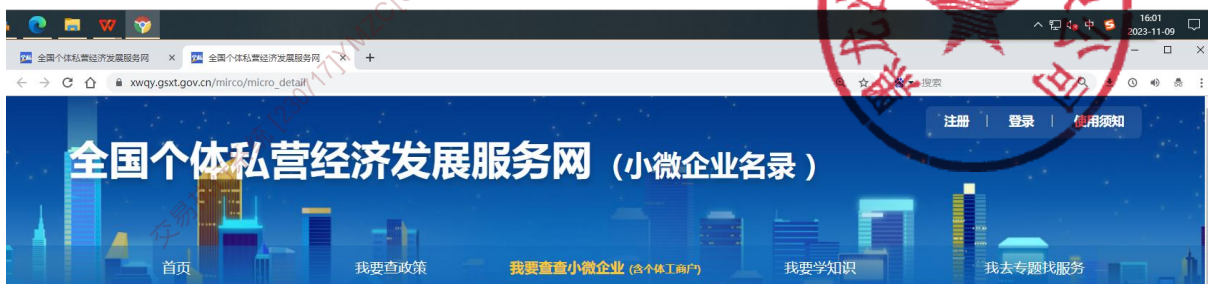 16:01
中
2023-11-09
全国个体私营经济发展服务网
全国个体私营经济发展服务网
xwqy.gsxt.gov.cn/mirco/micro_detail
搜索
注册 | 登录 | 使用须知
全国个体私营经济发展服务网（小微企业名录）
首页
我要查政策
我要查查小微企业 (含个体工商户)
我要学知识
我去专题找服务